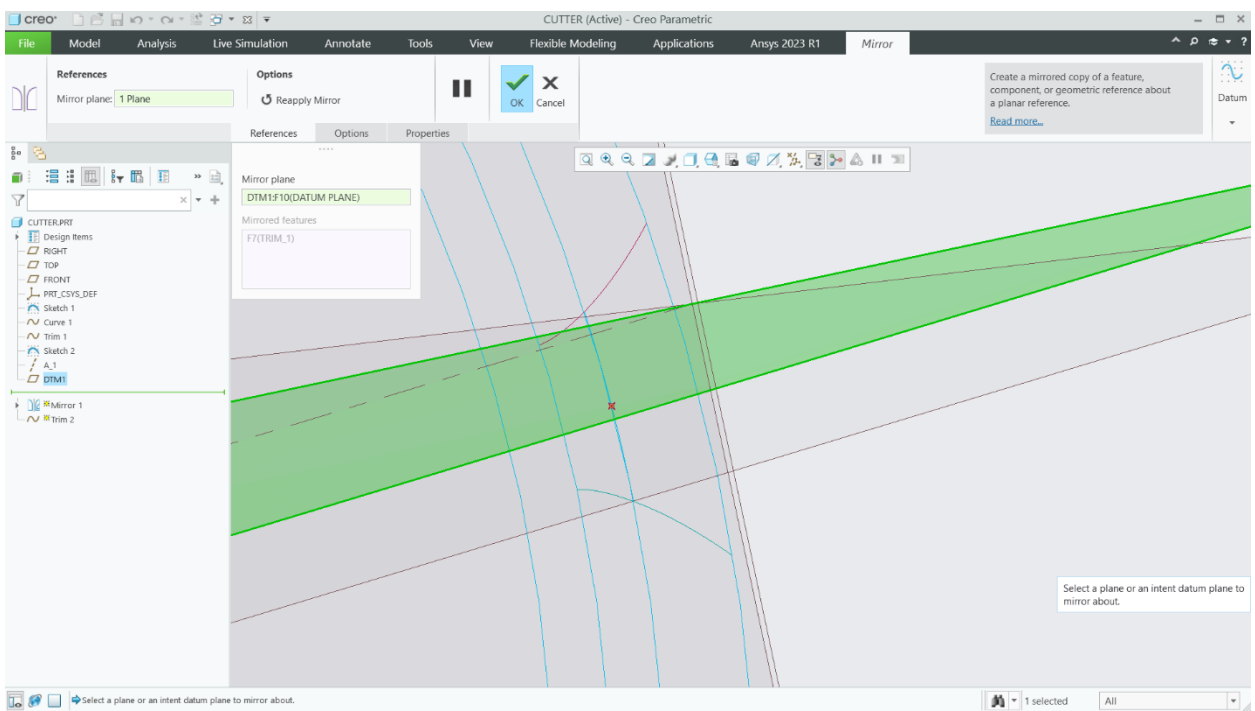 creo
CUTTER (Active) - Creo Parametric
File Model Analysis Live Simulation Annotate Tools View Flexible Modeling Applications Ansys 2023 R1 Mirror
References
Mirror plane: 1 Plane
Options
Reapply Mirror
OK Cancel
Create a mirrored copy of a feature,
component, or geometric reference about
a planar reference.
Read more...
Datum
References Options Properties
Mirror plane
DTM1:F10(DATUM PLANE)
Mirrored features
F7(TRIM_1)
CUTTER.PRT
Design Items
RIGHT
TOP
FRONT
PRT_CSYS_DEF
Sketch 1
Curve 1
Trim 1
Sketch 2
A_1
DTM1
Mirror 1
Trim 2
Select a plane or an intent datum plane to
mirror about.
Select a plane or an intent datum plane to mirror about.
1 selected
All